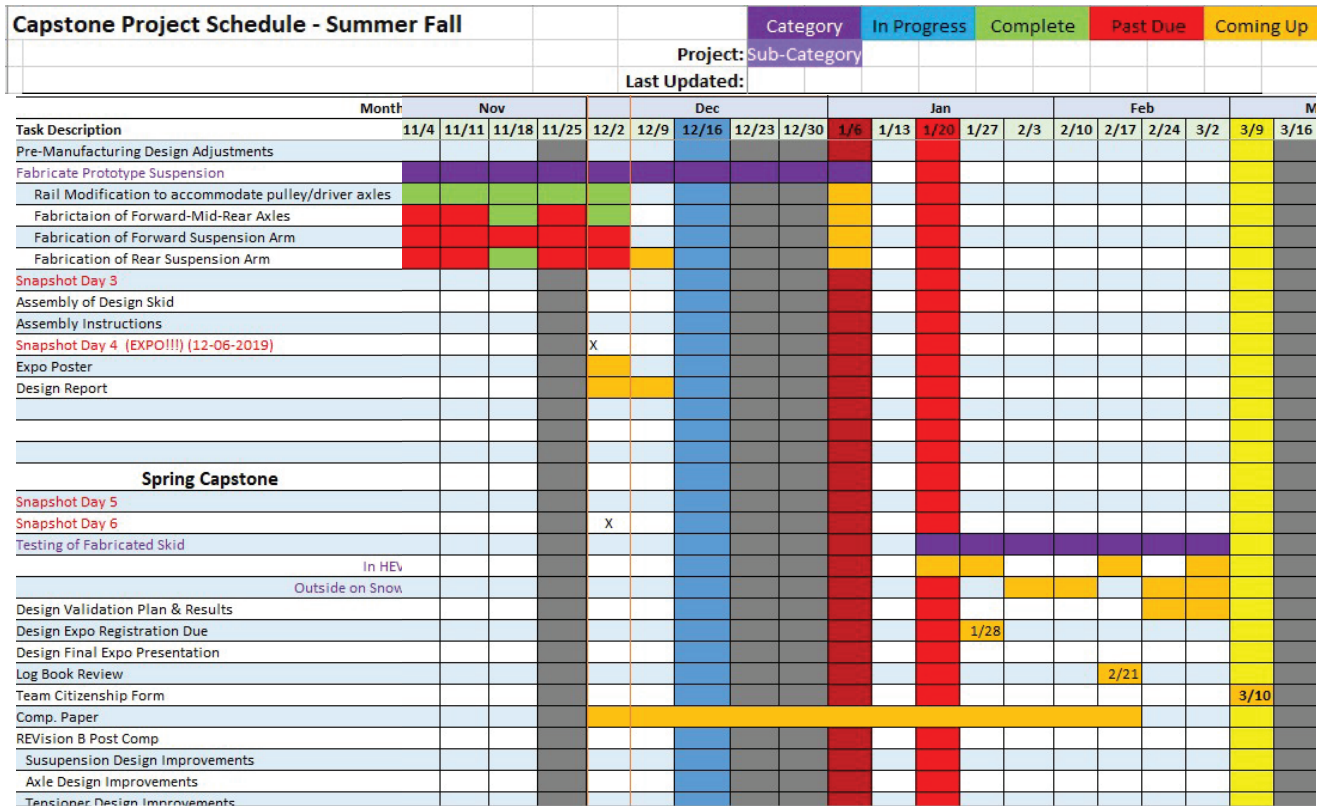 Capstone Project Schedule - Summer Fall Category In Progress Complete Past Due Coming Up
Project: Sub-Category
Last Updated:
Month Nov Dec Jan Feb M
Task Description 11/4 11/11 11/18 11/25 12/2 12/9 12/16 12/23 12/30 1/6 1/13 1/20 1/27 2/3 2/10 2/17 2/24 3/2 3/9 3/16
Pre-Manufacturing Design Adjustments
Fabricate Prototype Suspension
Rail Modification to accommodate pulley/driver axles
Fabrictaion of Forward-Mid-Rear Axles
Fabrication of Forward Suspension Arm
Fabrication of Rear Suspension Arm
Snapshot Day 3
Assembly of Design Skid
Assembly Instructions
Snapshot Day 4 (EXPO!!!) (12-06-2019) X
Expo Poster
Design Report
Spring Capstone
Snapshot Day 5
Snapshot Day 6 X
Testing of Fabricated Skid
In HEV
Outside on Snow
Design Validation Plan & Results
Design Expo Registration Due 1/28
Design Final Expo Presentation
Log Book Review 2/21
Team Citizenship Form 3/10
Comp. Paper
REVision B Post Comp
Susupension Design Improvements
Axle Design Improvements
Tensioner Design Improvements